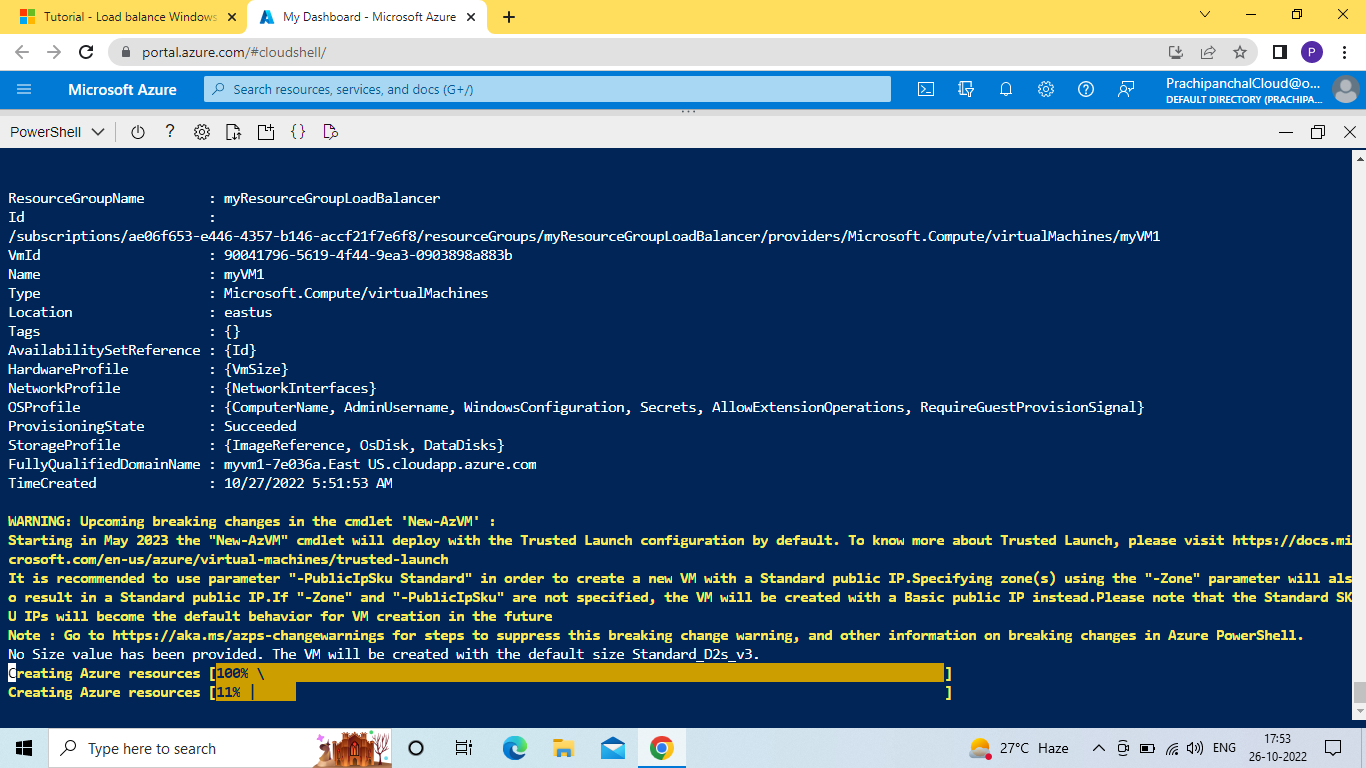 Tutorial - Load balance Windows
My Dashboard - Microsoft Azure
portal.azure.com/#cloudshell/
P
Microsoft Azure
Search resources, services, and docs (G+/)
PrachipanchalCloud@o...
DEFAULT DIRECTORY (PRACHIPA...
PowerShell
ResourceGroupName : myResourceGroupLoadBalancer
Id :
/subscriptions/ae06f653-e446-4357-b146-accf21f7e6f8/resourceGroups/myResourceGroupLoadBalancer/providers/Microsoft.Compute/virtualMachines/myVM1
VmId : 90041796-5619-4f44-9ea3-0903898a883b
Name : myVM1
Type : Microsoft.Compute/virtualMachines
Location : eastus
Tags : {}
AvailabilitySetReference : {Id}
HardwareProfile : {VmSize}
NetworkProfile : {NetworkInterfaces}
OSProfile : {ComputerName, AdminUsername, WindowsConfiguration, Secrets, AllowExtensionOperations, RequireGuestProvisionSignal}
ProvisioningState : Succeeded
StorageProfile : {ImageReference, OsDisk, DataDisks}
FullyQualifiedDomainName : myvm1-7e036a.East US.cloudapp.azure.com
TimeCreated : 10/27/2022 5:51:53 AM
WARNING: Upcoming breaking changes in the cmdlet 'New-AzVM' :
Starting in May 2023 the "New-AzVM" cmdlet will deploy with the Trusted Launch configuration by default. To know more about Trusted Launch, please visit https://docs.mi
crosoft.com/en-us/azure/virtual-machines/trusted-launch
It is recommended to use parameter "-PublicIpSku Standard" in order to create a new VM with a Standard public IP.Specifying zone(s) using the "-Zone" parameter will als
o result in a Standard public IP.If "-Zone" and "-PublicIpSku" are not specified, the VM will be created with a Basic public IP instead.Please note that the Standard SK
U IPs will become the default behavior for VM creation in the future
Note : Go to https://aka.ms/azps-changewarnings for steps to suppress this breaking change warning, and other information on breaking changes in Azure PowerShell.
No Size value has been provided. The VM will be created with the default size Standard_D2s_v3.
Creating Azure resources [100% \ ]
Creating Azure resources [11% | ]
Type here to search
27°C Haze
ENG
17:53
26-10-2022